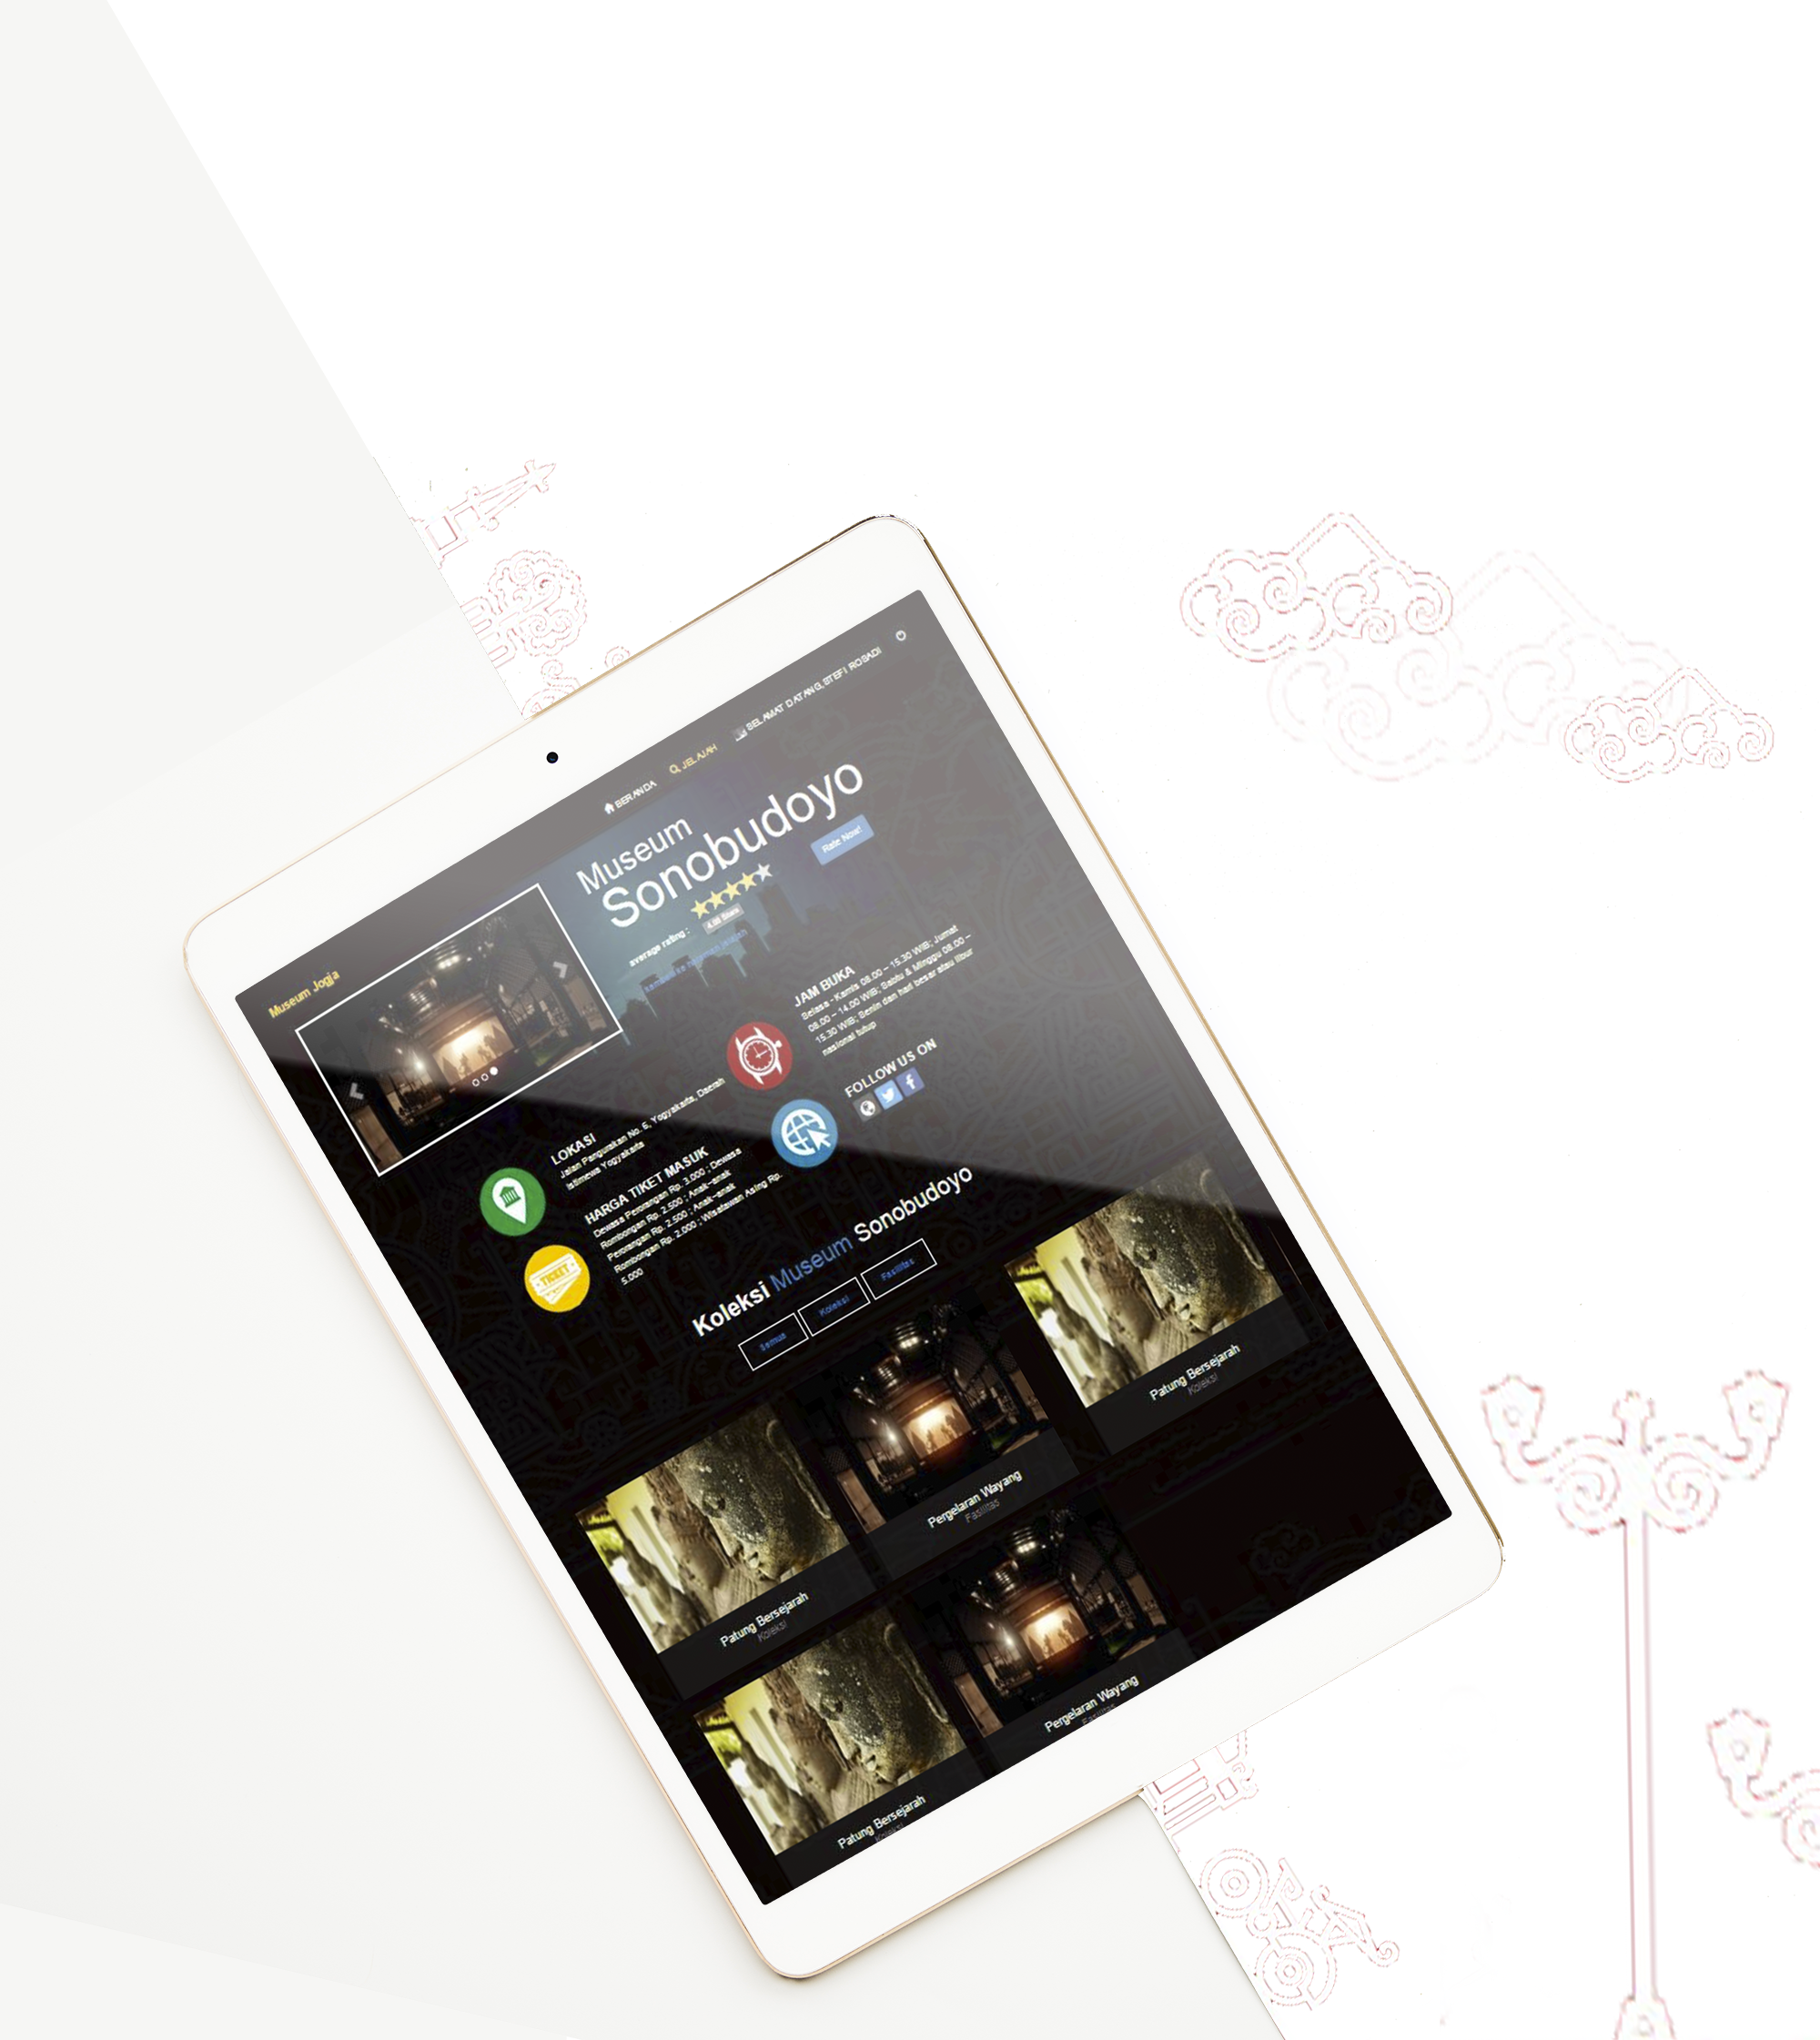 BERANDA
JELAJAH
SELAMAT DATANG, STEFI ROSADI
Museum Jogja
Museum
Sonobudoyo
Rate Now!
average rating :
kembali ke halaman jelajah
LOKASI
Jalan Pangurakan No. 6, Yogyakarta, Daerah
Istimewa Yogyakarta
JAM BUKA
Selasa - Kamis 08.00 – 15.30 WIB; Jumat
08.00 – 14.00 WIB; Sabtu & Minggu 08.00 –
15.30 WIB; Senin dan hari besar atau libur
nasional tutup
TICKET
HARGA TIKET MASUK
Dewasa Perorangan Rp. 3.000 ; Dewasa
Rombongan Rp. 2.500 ; Anak-anak
Perorangan Rp. 2.500 ; Anak-anak
Rombongan Rp. 2.000 ; Wisatawan Asing Rp.
5.000
FOLLOW US ON
Koleksi Museum Sonobudoyo
Semua
Koleksi
Fasilitas
Patung Bersejarah
Koleksi
Pergelaran Wayang
Fasilitas
Patung Bersejarah
Koleksi
Patung Bersejarah
Koleksi
Pergelaran Wayang
Fasilitas